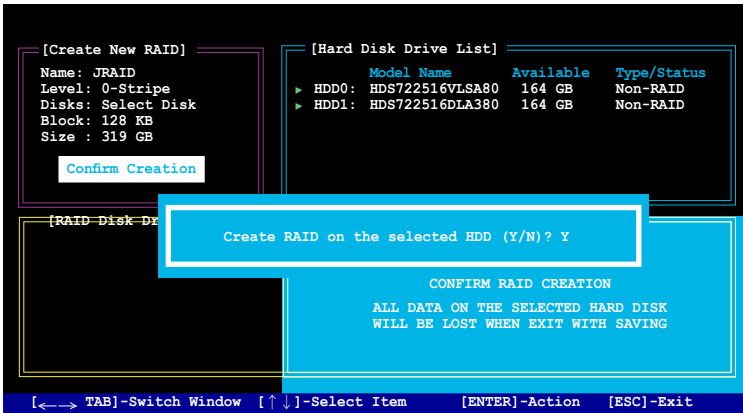 [Create New RAID]
Name: JRAID
Level: 0-Stripe
Disks: Select Disk
Block: 128 KB
Size : 319 GB
Confirm Creation
[Hard Disk Drive List]
Model Name Available Type/Status
HDD0: HDS722516VLSA80 164 GB Non-RAID
HDD1: HDS722516DLA380 164 GB Non-RAID
[RAID Disk Dr
Create RAID on the selected HDD (Y/N)? Y
CONFIRM RAID CREATION
ALL DATA ON THE SELECTED HARD DISK
WILL BE LOST WHEN EXIT WITH SAVING
[←→ TAB]-Switch Window [↑↓]-Select Item [ENTER]-Action [ESC]-Exit